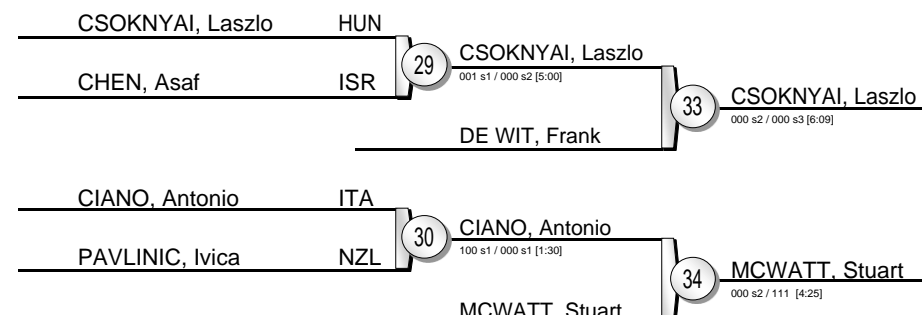 CSOKNYAI, Laszlo HUN
CHEN, Asaf ISR
29
CSOKNYAI, Laszlo
001 s1 / 000 s2 [5:00]
DE WIT, Frank
33
CSOKNYAI, Laszlo
000 s2 / 000 s3 [6:09]
CIANO, Antonio ITA
PAVLINIC, Ivica NZL
30
CIANO, Antonio
100 s1 / 000 s1 [1:30]
MCWATT, Stuart
34
MCWATT, Stuart
000 s2 / 111 [4:25]